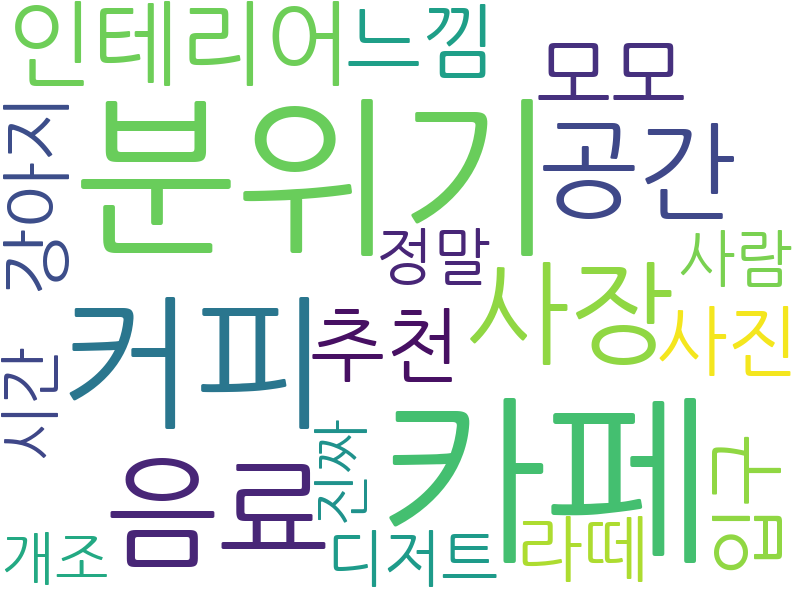 인테리어
느낌
모모
분위기
공간
강아지
정말
사람
사장
커피
추천
사진
시간
카페
음료
진짜
입구
개조
디저트
라떼